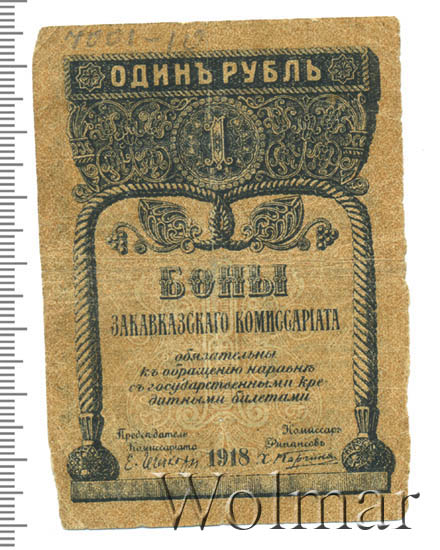 ОДИНЪ РУБЛЬ
1
БОНЫ
ЗАКАВКАЗСКАГО КОМИССАРІАТА
обязательны
къ обращенію наравнѣ
съ государственными кре-
дитными билетами
Предсѣдатель Комиссаръ
Комиссаріата Финансовъ
1918
Wolmar